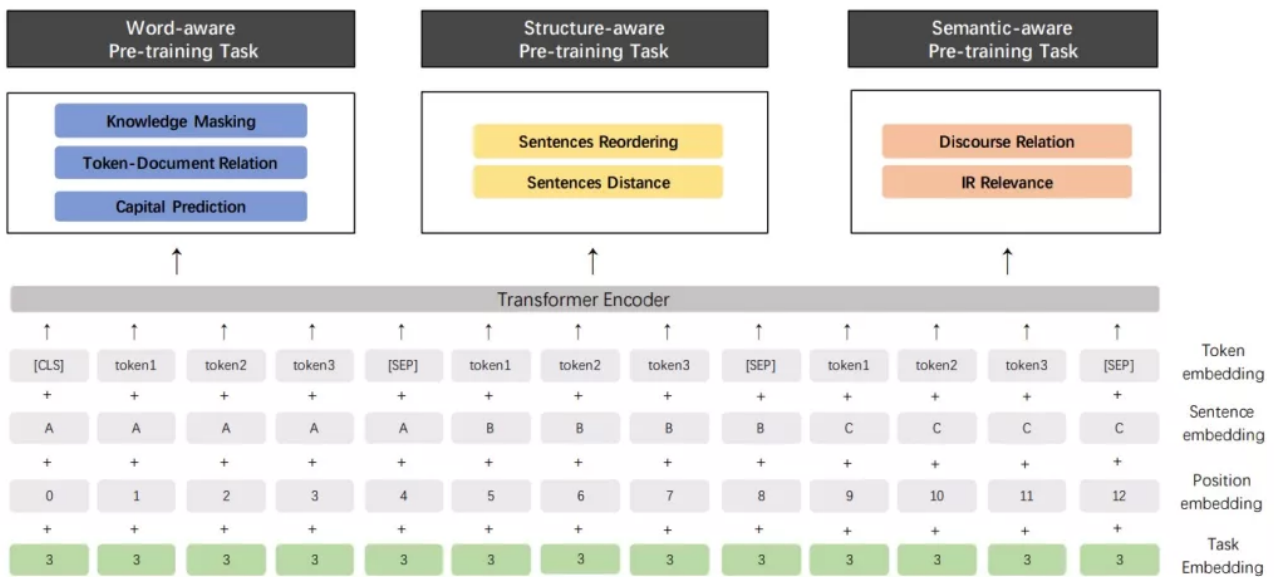 Word-aware
Pre-training Task
Structure-aware
Pre-training Task
Semantic-aware
Pre-training Task
Knowledge Masking
Token-Document Relation
Capital Prediction
Sentences Reordering
Sentences Distance
Discourse Relation
IR Relevance
Transformer Encoder
[CLS] token1 token2 token3 [SEP] token1 token2 token3 [SEP] token1 token2 token3 [SEP]
Token
embedding
+ + + + + + + + + + + + +
A A A A A B B B B C C C C
Sentence
embedding
+ + + + + + + + + + + + +
0 1 2 3 4 5 6 7 8 9 10 11 12
Position
embedding
+ + + + + + + + + + + + +
3 3 3 3 3 3 3 3 3 3 3 3 3
Task
Embedding